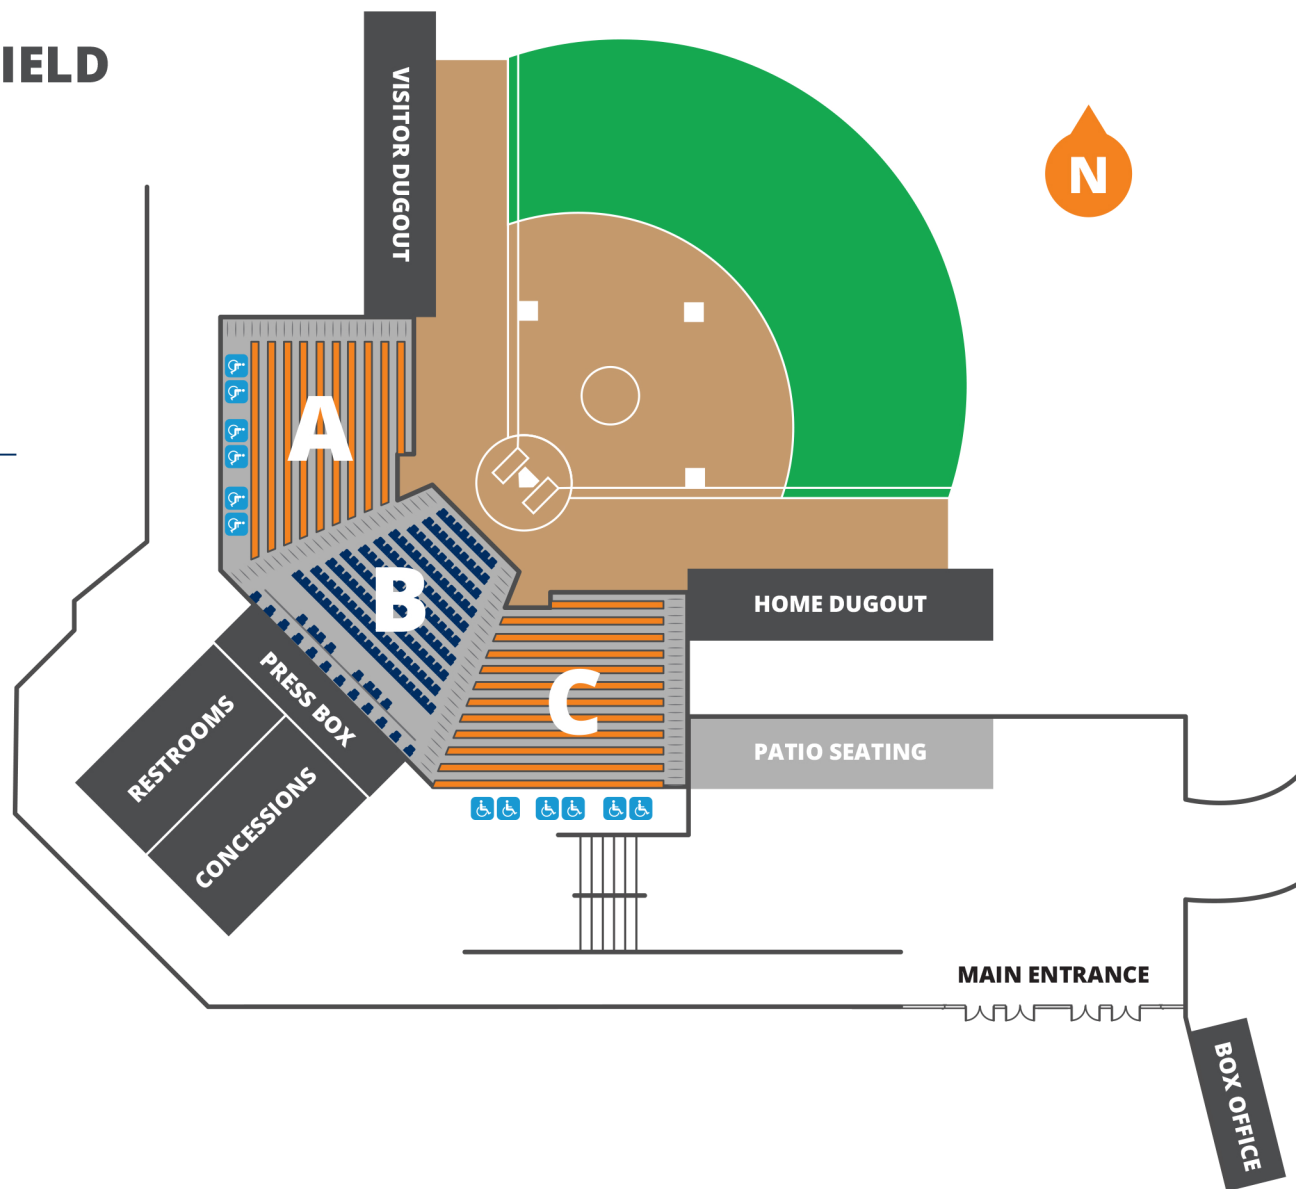 IELD
VISITOR DUGOUT
N
A
B
HOME DUGOUT
C
PRESS BOX
RESTROOMS
CONCESSIONS
PATIO SEATING
MAIN ENTRANCE
BOX OFFICE